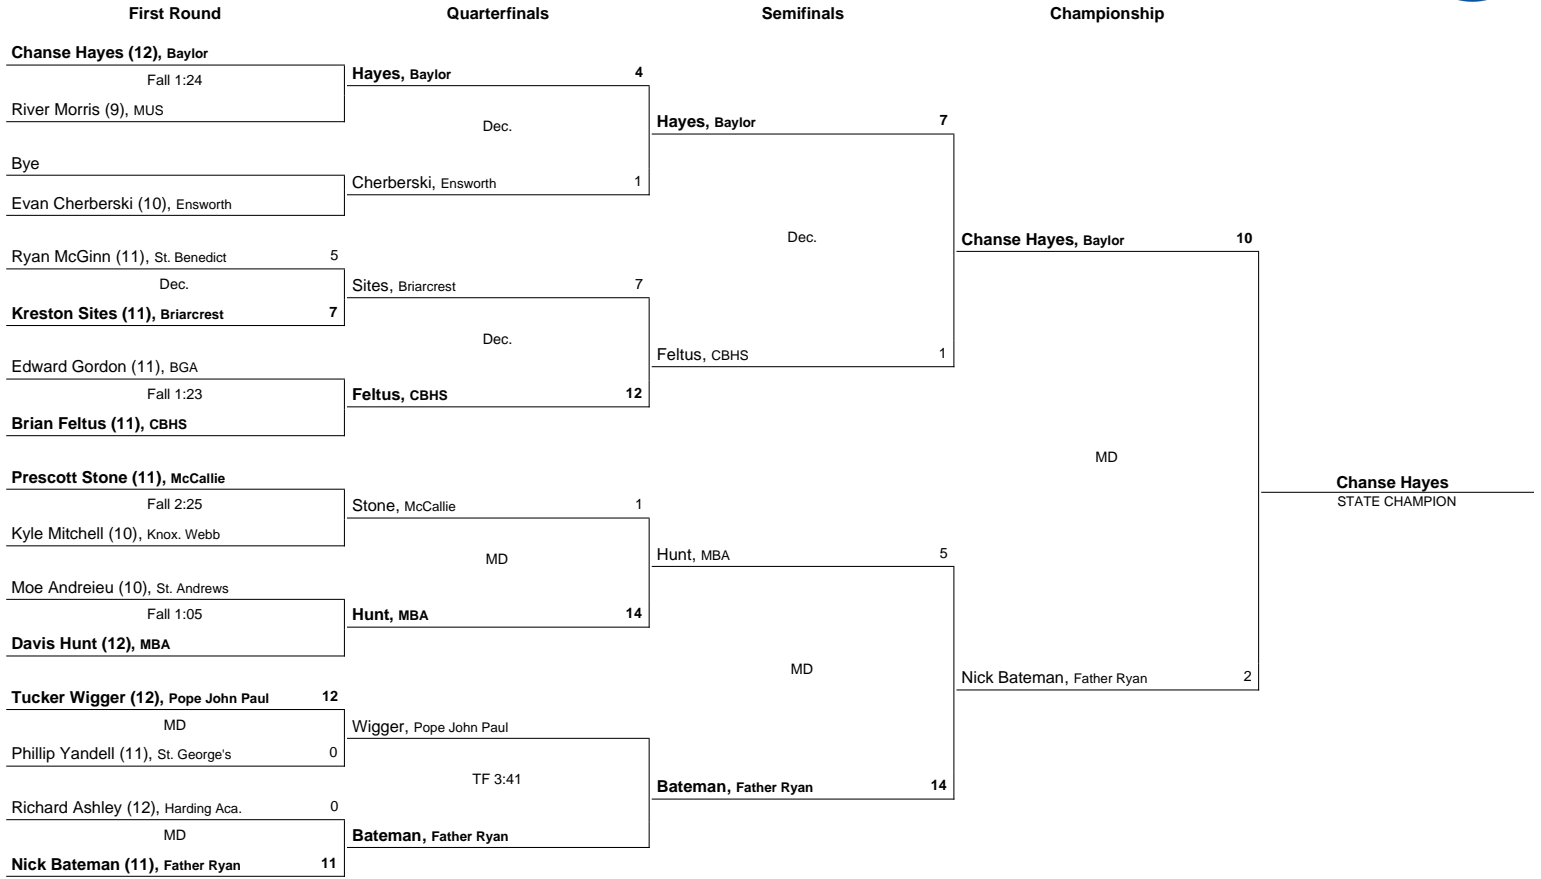 First Round Quarterfinals Semifinals Championship
Chanse Hayes (12), Baylor
Fall 1:24
River Morris (9), MUS
Bye
Evan Cherberski (10), Ensworth
Ryan McGinn (11), St. Benedict 5
Dec.
Kreston Sites (11), Briarcrest 7
Edward Gordon (11), BGA
Fall 1:23
Brian Feltus (11), CBHS
Prescott Stone (11), McCallie
Fall 2:25
Kyle Mitchell (10), Knox. Webb
Moe Andreieu (10), St. Andrews
Fall 1:05
Davis Hunt (12), MBA
Tucker Wigger (12), Pope John Paul 12
MD
Phillip Yandell (11), St. George's 0
Richard Ashley (12), Harding Aca. 0
MD
Nick Bateman (11), Father Ryan 11
Hayes, Baylor 4
Dec.
Cherberski, Ensworth 1
Sites, Briarcrest 7
Dec.
Feltus, CBHS 12
Stone, McCallie 1
MD
Hunt, MBA 14
Wigger, Pope John Paul
TF 3:41
Bateman, Father Ryan
Hayes, Baylor 7
Dec.
Feltus, CBHS 1
Hunt, MBA 5
MD
Bateman, Father Ryan 14
Chanse Hayes, Baylor 10
MD
Nick Bateman, Father Ryan 2
Chanse Hayes
STATE CHAMPION